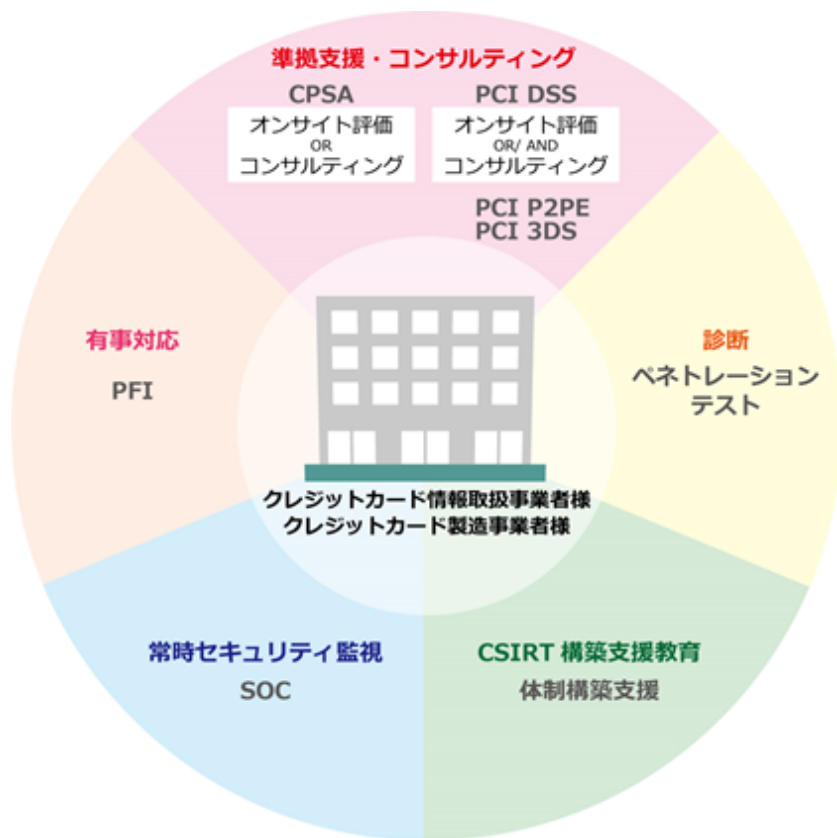 準拠支援・コンサルティング
CPSA
オンサイト評価
OR
コンサルティング
PCI DSS
オンサイト評価
OR/ AND
コンサルティング
PCI P2PE
PCI 3DS
有事対応
PFI
診断
ペネトレーション
テスト
クレジットカード情報取扱事業者様
クレジットカード製造事業者様
常時セキュリティ監視
SOC
CSIRT 構築支援教育
体制構築支援